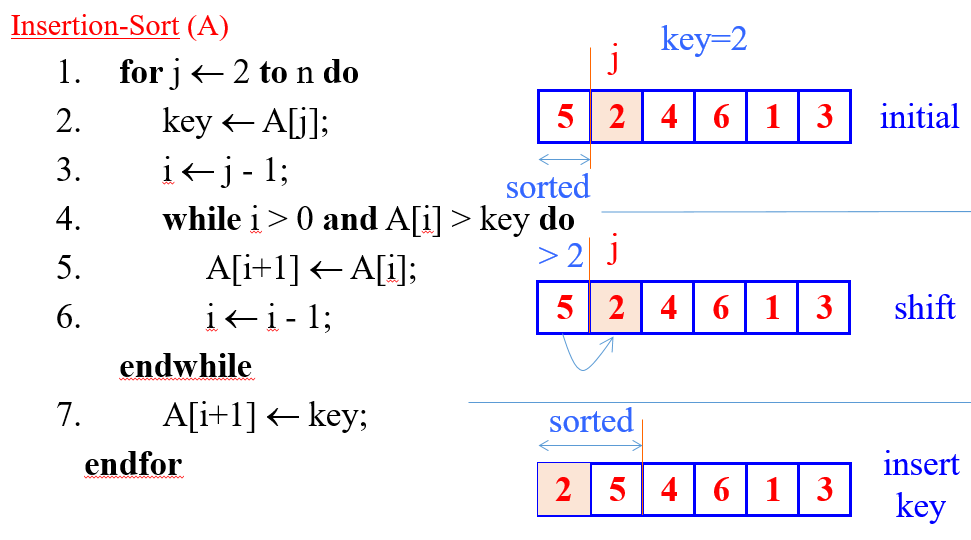 Insertion-Sort (A)
1. for j ← 2 to n do
2. key ← A[j];
3. i ← j - 1;
4. while i > 0 and A[i] > key do
5. A[i+1] ← A[i];
6. i ← i - 1;
endwhile
7. A[i+1] ← key;
endfor
key=2
j
5 2 4 6 1 3 initial
sorted
> 2 j
5 2 4 6 1 3 shift
sorted
2 5 4 6 1 3 insert
key